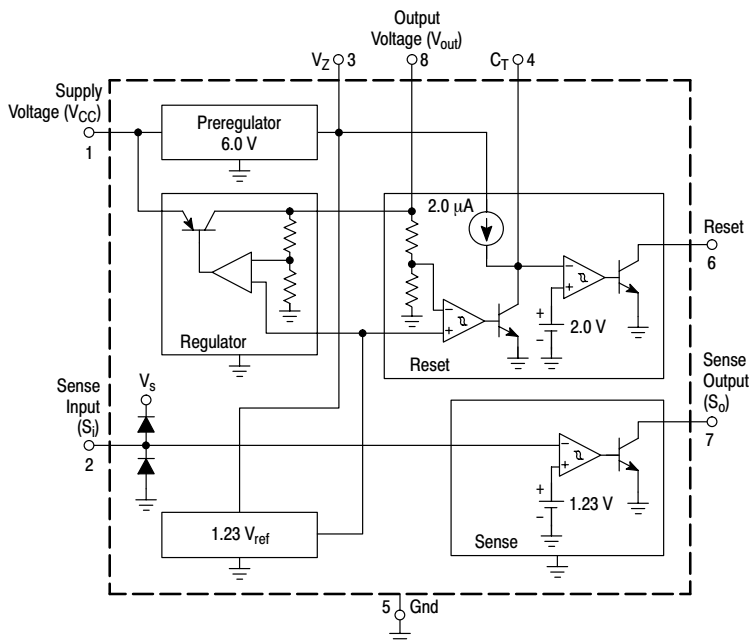 Output
Voltage (Vout)
VZ 3
8
CT 4
Supply
Voltage (VCC)
1
Preregulator
6.0 V
2.0 µA
Reset
6
−
+
−
+
+
−
2.0 V
Regulator
Reset
Sense
Input
(Si)
2
Vs
Sense
Output
(So)
7
−
+
+
−
1.23 V
1.23 Vref
Sense
5 Gnd